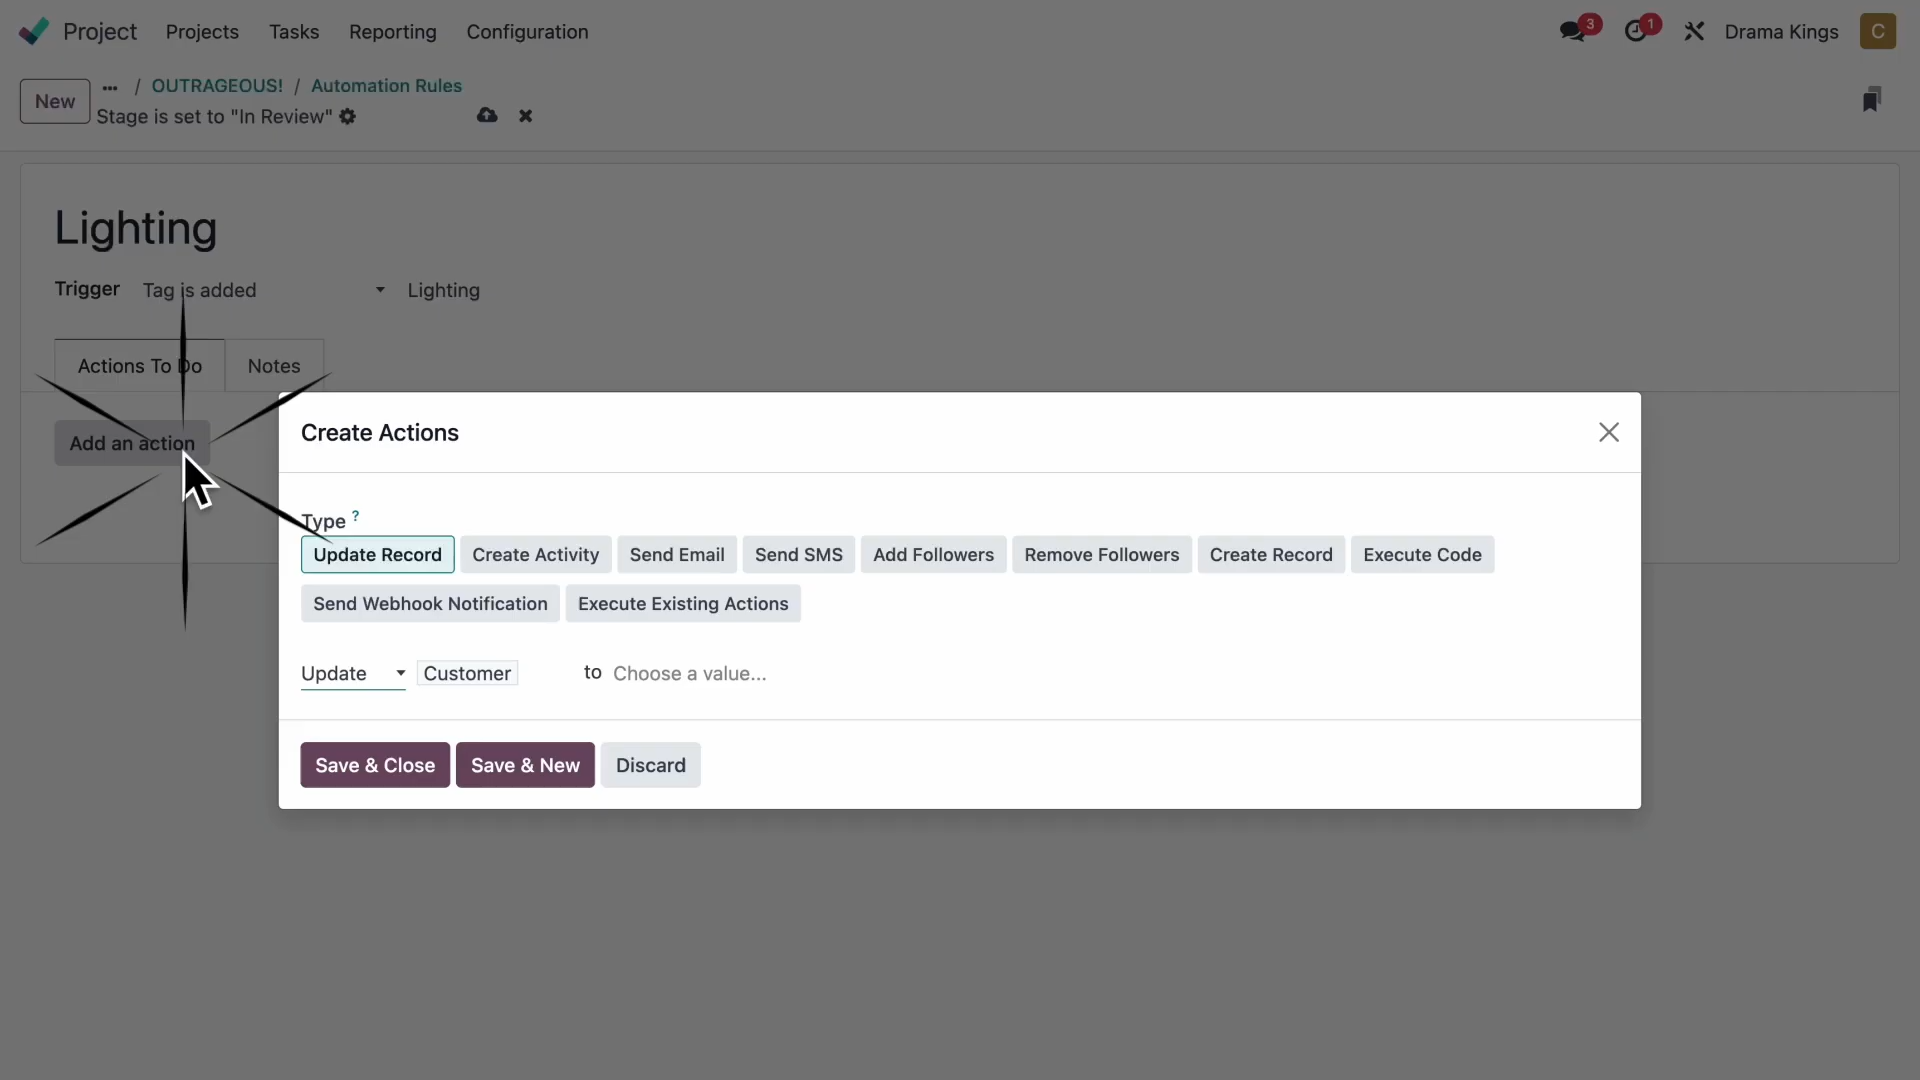 Project Projects Tasks Reporting Configuration 3 1 Drama Kings C
New ... / OUTRAGEOUS! / Automation Rules
Stage is set to "In Review"
Lighting
Trigger Tag is added Lighting
Actions To Do Notes
Add an action
Create Actions
Type ?
Update Record Create Activity Send Email Send SMS Add Followers Remove Followers Create Record Execute Code
Send Webhook Notification Execute Existing Actions
Update Customer to Choose a value...
Save & Close Save & New Discard